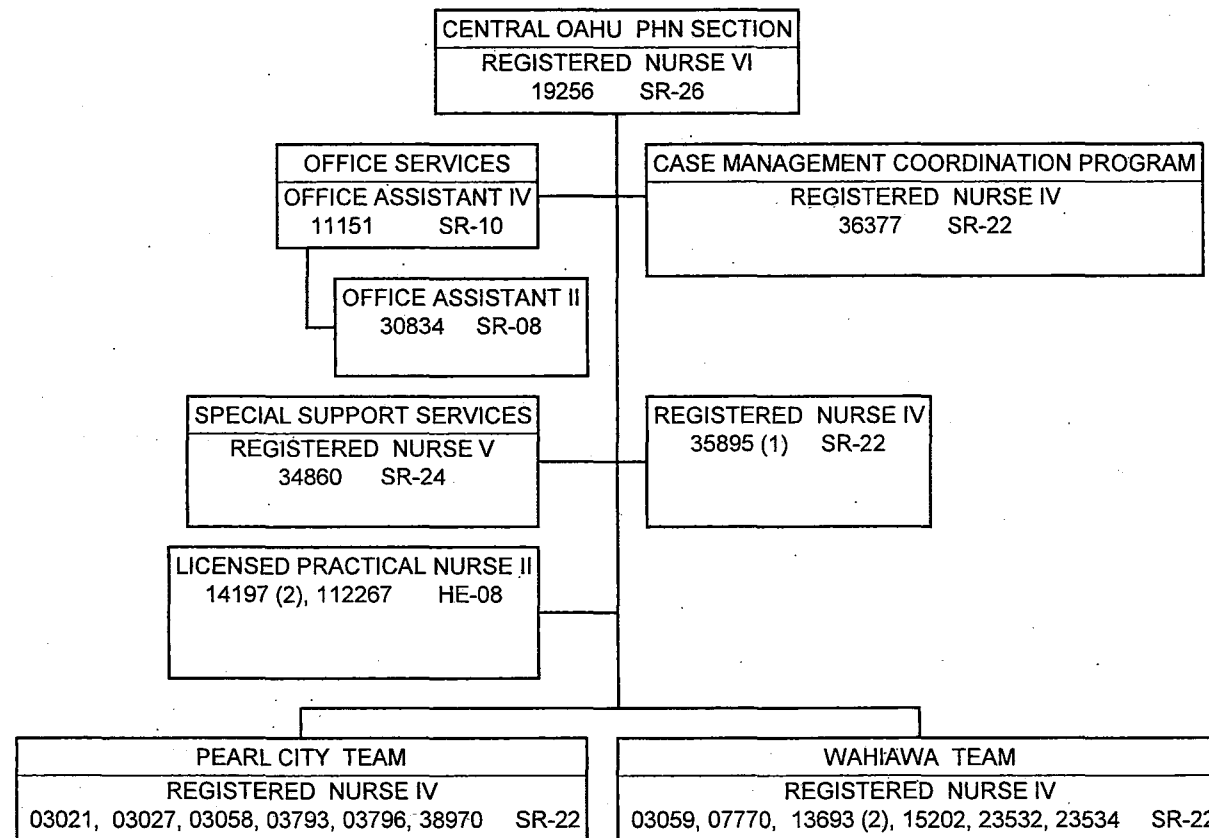 CENTRAL OAHU PHN SECTION
REGISTERED NURSE VI
19256 SR-26
OFFICE SERVICES
OFFICE ASSISTANT IV
11151 SR-10
CASE MANAGEMENT COORDINATION PROGRAM
REGISTERED NURSE IV
36377 SR-22
OFFICE ASSISTANT II
30834 SR-08
SPECIAL SUPPORT SERVICES
REGISTERED NURSE V
34860 SR-24
REGISTERED NURSE IV
35895 (1) SR-22
LICENSED PRACTICAL NURSE II
14197 (2), 112267 HE-08
PEARL CITY TEAM
REGISTERED NURSE IV
03021, 03027, 03058, 03793, 03796, 38970 SR-22
WAHIAWA TEAM
REGISTERED NURSE IV
03059, 07770, 13693 (2), 15202, 23532, 23534 SR-22